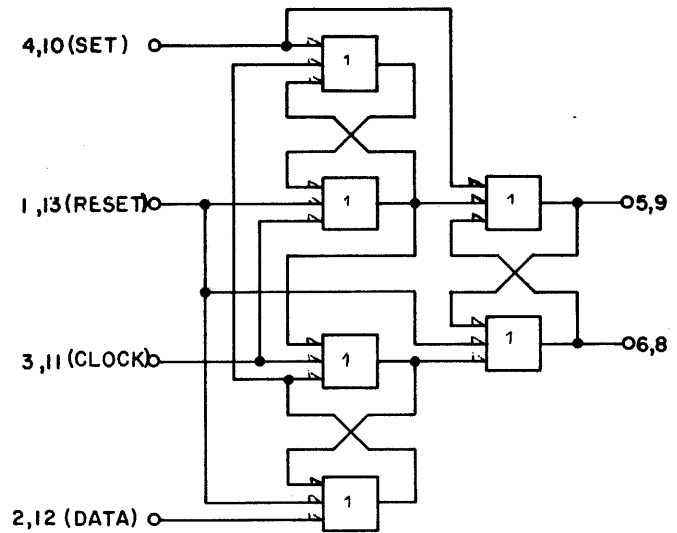 4,10(SET)
1
1
1,13(RESET)
1
5,9
1
6,8
3,11(CLOCK)
1
1
2,12(DATA)